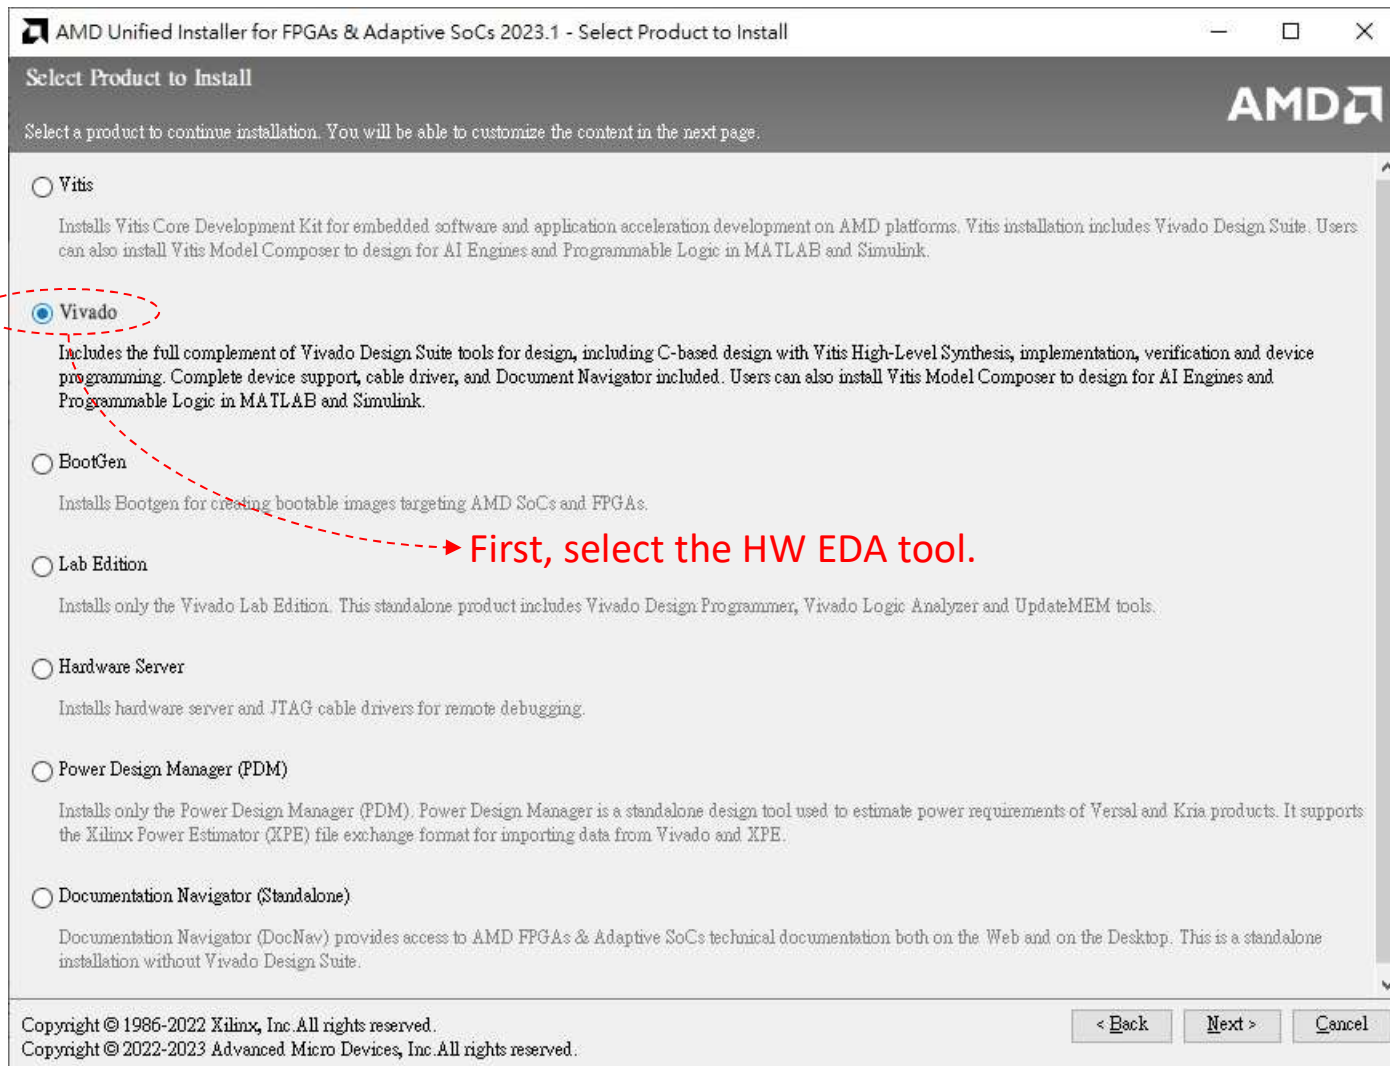 AMD Unified Installer for FPGAs & Adaptive SoCs 2023.1 - Select Product to Install
Select Product to Install
AMD
Select a product to continue installation. You will be able to customize the content in the next page.
Vitis
Installs Vitis Core Development Kit for embedded software and application acceleration development on AMD platforms. Vitis installation includes Vivado Design Suite. Users
can also install Vitis Model Composer to design for AI Engines and Programmable Logic in MATLAB and Simulink.
Vivado
Includes the full complement of Vivado Design Suite tools for design, including C-based design with Vitis High-Level Synthesis, implementation, verification and device
programming. Complete device support, cable driver, and Document Navigator included. Users can also install Vitis Model Composer to design for AI Engines and
Programmable Logic in MATLAB and Simulink.
BootGen
Installs Bootgen for creating bootable images targeting AMD SoCs and FPGAs.
First, select the HW EDA tool.
Lab Edition
Installs only the Vivado Lab Edition. This standalone product includes Vivado Design Programmer, Vivado Logic Analyzer and UpdateMEM tools.
Hardware Server
Installs hardware server and JTAG cable drivers for remote debugging.
Power Design Manager (PDM)
Installs only the Power Design Manager (PDM). Power Design Manager is a standalone design tool used to estimate power requirements of Versal and Kria products. It supports
the Xilinx Power Estimator (XPE) file exchange format for importing data from Vivado and XPE.
Documentation Navigator (Standalone)
Documentation Navigator (DocNav) provides access to AMD FPGAs & Adaptive SoCs technical documentation both on the Web and on the Desktop. This is a standalone
installation without Vivado Design Suite.
Copyright © 1986-2022 Xilinx, Inc.All rights reserved.
Copyright © 2022-2023 Advanced Micro Devices, Inc.All rights reserved.
< Back Next > Cancel